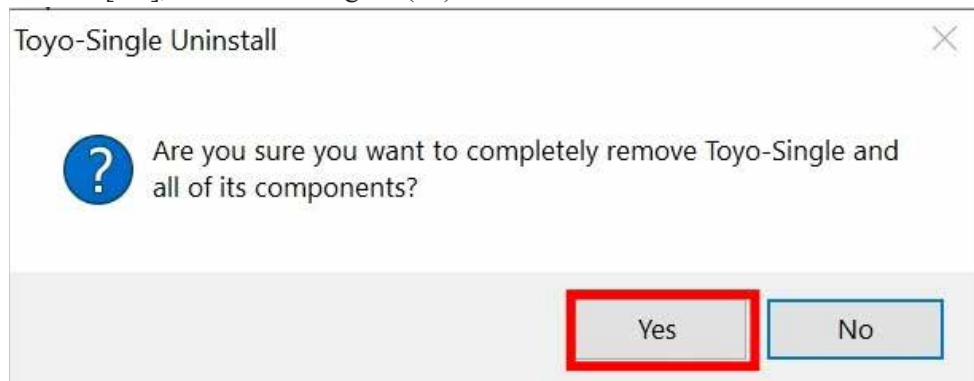 Toyo-Single Uninstall
Are you sure you want to completely remove Toyo-Single and
all of its components?
Yes
No